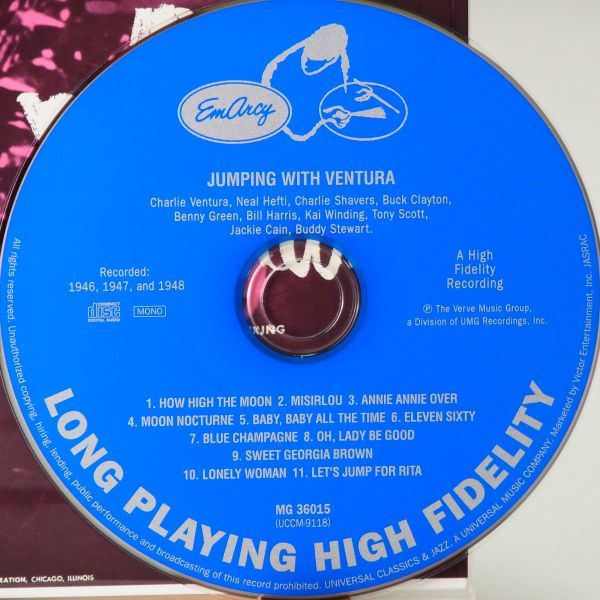 EmArcy
JUMPING WITH VENTURA
Charlie Ventura, Neal Hefti, Charlie Shavers, Buck Clayton,
Benny Green, Bill Harris, Kai Winding, Tony Scott,
Jackie Cain, Buddy Stewart.
Recorded:
1946, 1947, and 1948
COMPACT
disc
DIGITAL AUDIO
MONO
A High
Fidelity
Recording
℗ The Verve Music Group,
a Division of UMG Recordings, Inc.
1. HOW HIGH THE MOON 2. MISIRLOU 3. ANNIE ANNIE OVER
4. MOON NOCTURNE 5. BABY, BABY ALL THE TIME 6. ELEVEN SIXTY
7. BLUE CHAMPAGNE 8. OH, LADY BE GOOD
9. SWEET GEORGIA BROWN
10. LONELY WOMAN 11. LET'S JUMP FOR RITA
MG 36015
(UCCM-9118)
LONG PLAYING HIGH FIDELITY
All rights reserved. Unauthorized copying, hiring, lending, public performance and broadcasting of this record prohibited. UNIVERSAL CLASSICS & JAZZ, A UNIVERSAL MUSIC COMPANY. Marketed by Victor Entertainment, Inc. JASRAC
RATION, CHICAGO, ILLINOIS